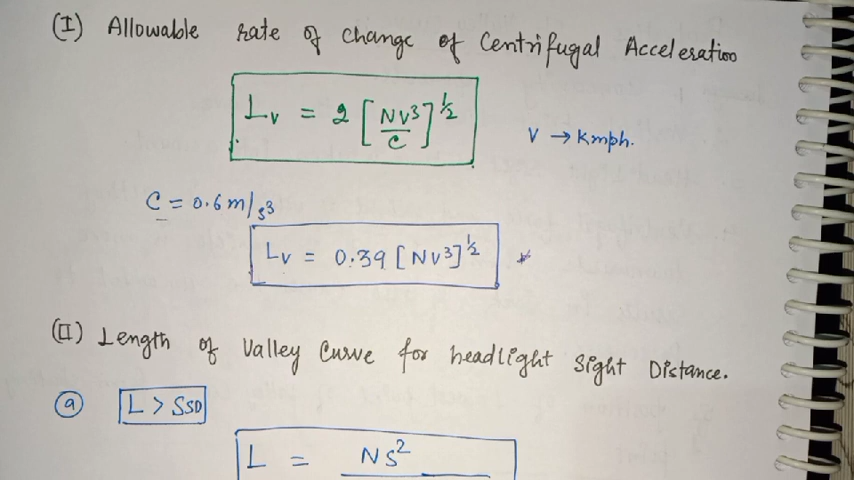 (I) Allowable rate of change of Centrifugal Acceleration
Lv = 2 [NV³/C]^½
V → Kmph.
C = 0.6 m/s³
Lv = 0.39 [NV³]^½ *
(II) Length of Valley Curve for headlight Sight Distance.
(a) L > SSD
L = NS²